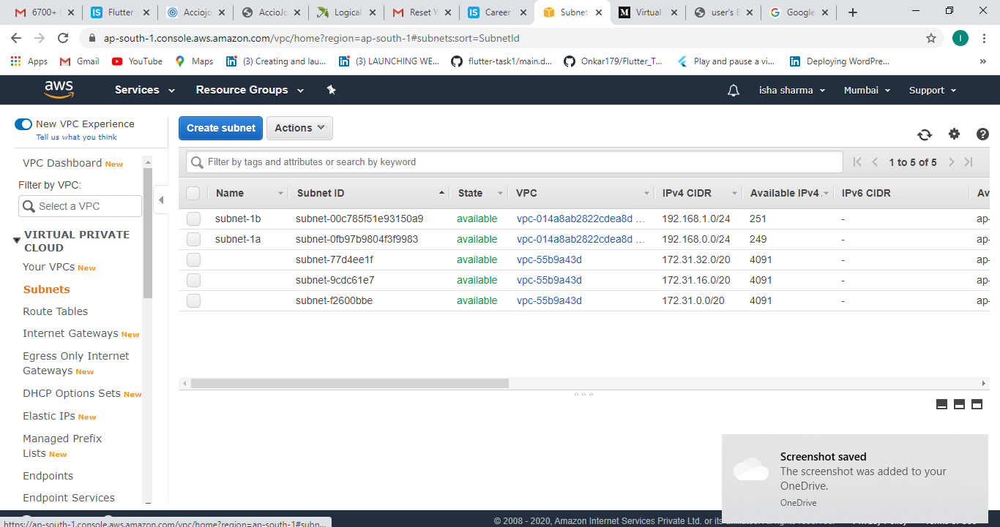 6700+
Flutter
Acciojo
AccioJo
Logical
Reset Y
Career
Subnet
Virtual
user's E
Google
ap-south-1.console.aws.amazon.com/vpc/home?region=ap-south-1#subnets:sort=SubnetId
I
Apps
Gmail
YouTube
Maps
(3) Creating and lau...
(3) LAUNCHING WE...
flutter-task1/main.d...
Onkar179/Flutter_T...
Play and pause a vi...
Deploying WordPre...
»
aws
Services
Resource Groups
isha sharma
Mumbai
Support
New VPC Experience
Tell us what you think
VPC Dashboard New
Filter by VPC:
Select a VPC
VIRTUAL PRIVATE
CLOUD
Your VPCs New
Subnets
Route Tables
Internet Gateways New
Egress Only Internet
Gateways New
DHCP Options Sets New
Elastic IPs New
Managed Prefix
Lists New
Endpoints
Endpoint Services
Create subnet
Actions
Filter by tags and attributes or search by keyword
1 to 5 of 5
Name Subnet ID State VPC IPv4 CIDR Available IPv4 IPv6 CIDR Av
subnet-1b subnet-00c785f51e93150a9 available vpc-014a8ab2822cdea8d ... 192.168.1.0/24 251 - ap-
subnet-1a subnet-0fb97b9804f3f9983 available vpc-014a8ab2822cdea8d ... 192.168.0.0/24 249 - ap-
subnet-77d4ee1f available vpc-55b9a43d 172.31.32.0/20 4091 - ap-
subnet-9cdc61e7 available vpc-55b9a43d 172.31.16.0/20 4091 - ap-
subnet-f2600bbe available vpc-55b9a43d 172.31.0.0/20 4091 - ap-
Screenshot saved
The screenshot was added to your
OneDrive.
OneDrive
https://ap-south-1.console.aws.amazon.com/vpc/home?region=ap-south-1#subn...
© 2008 - 2020, Amazon Internet Services Private Ltd. or its